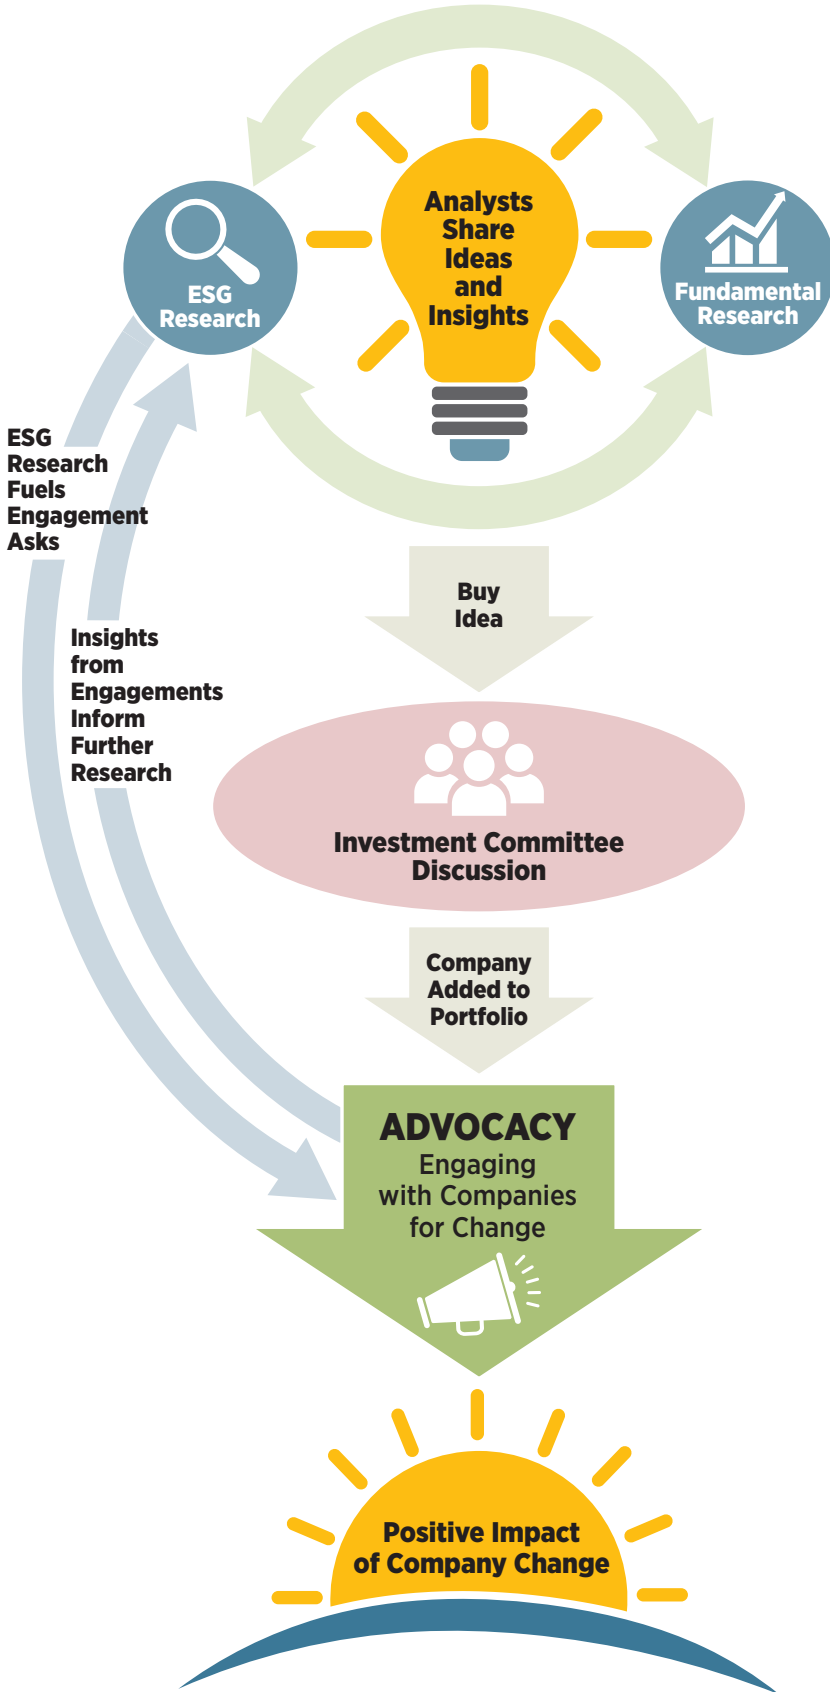 Analysts
Share
Ideas
and
Insights
ESG
Research
Fundamental
Research
ESG
Research
Fuels
Engagement
Asks
Buy
Idea
Insights
from
Engagements
Inform
Further
Research
Investment Committee
Discussion
Company
Added to
Portfolio
ADVOCACY
Engaging
with Companies
for Change
Positive Impact
of Company Change